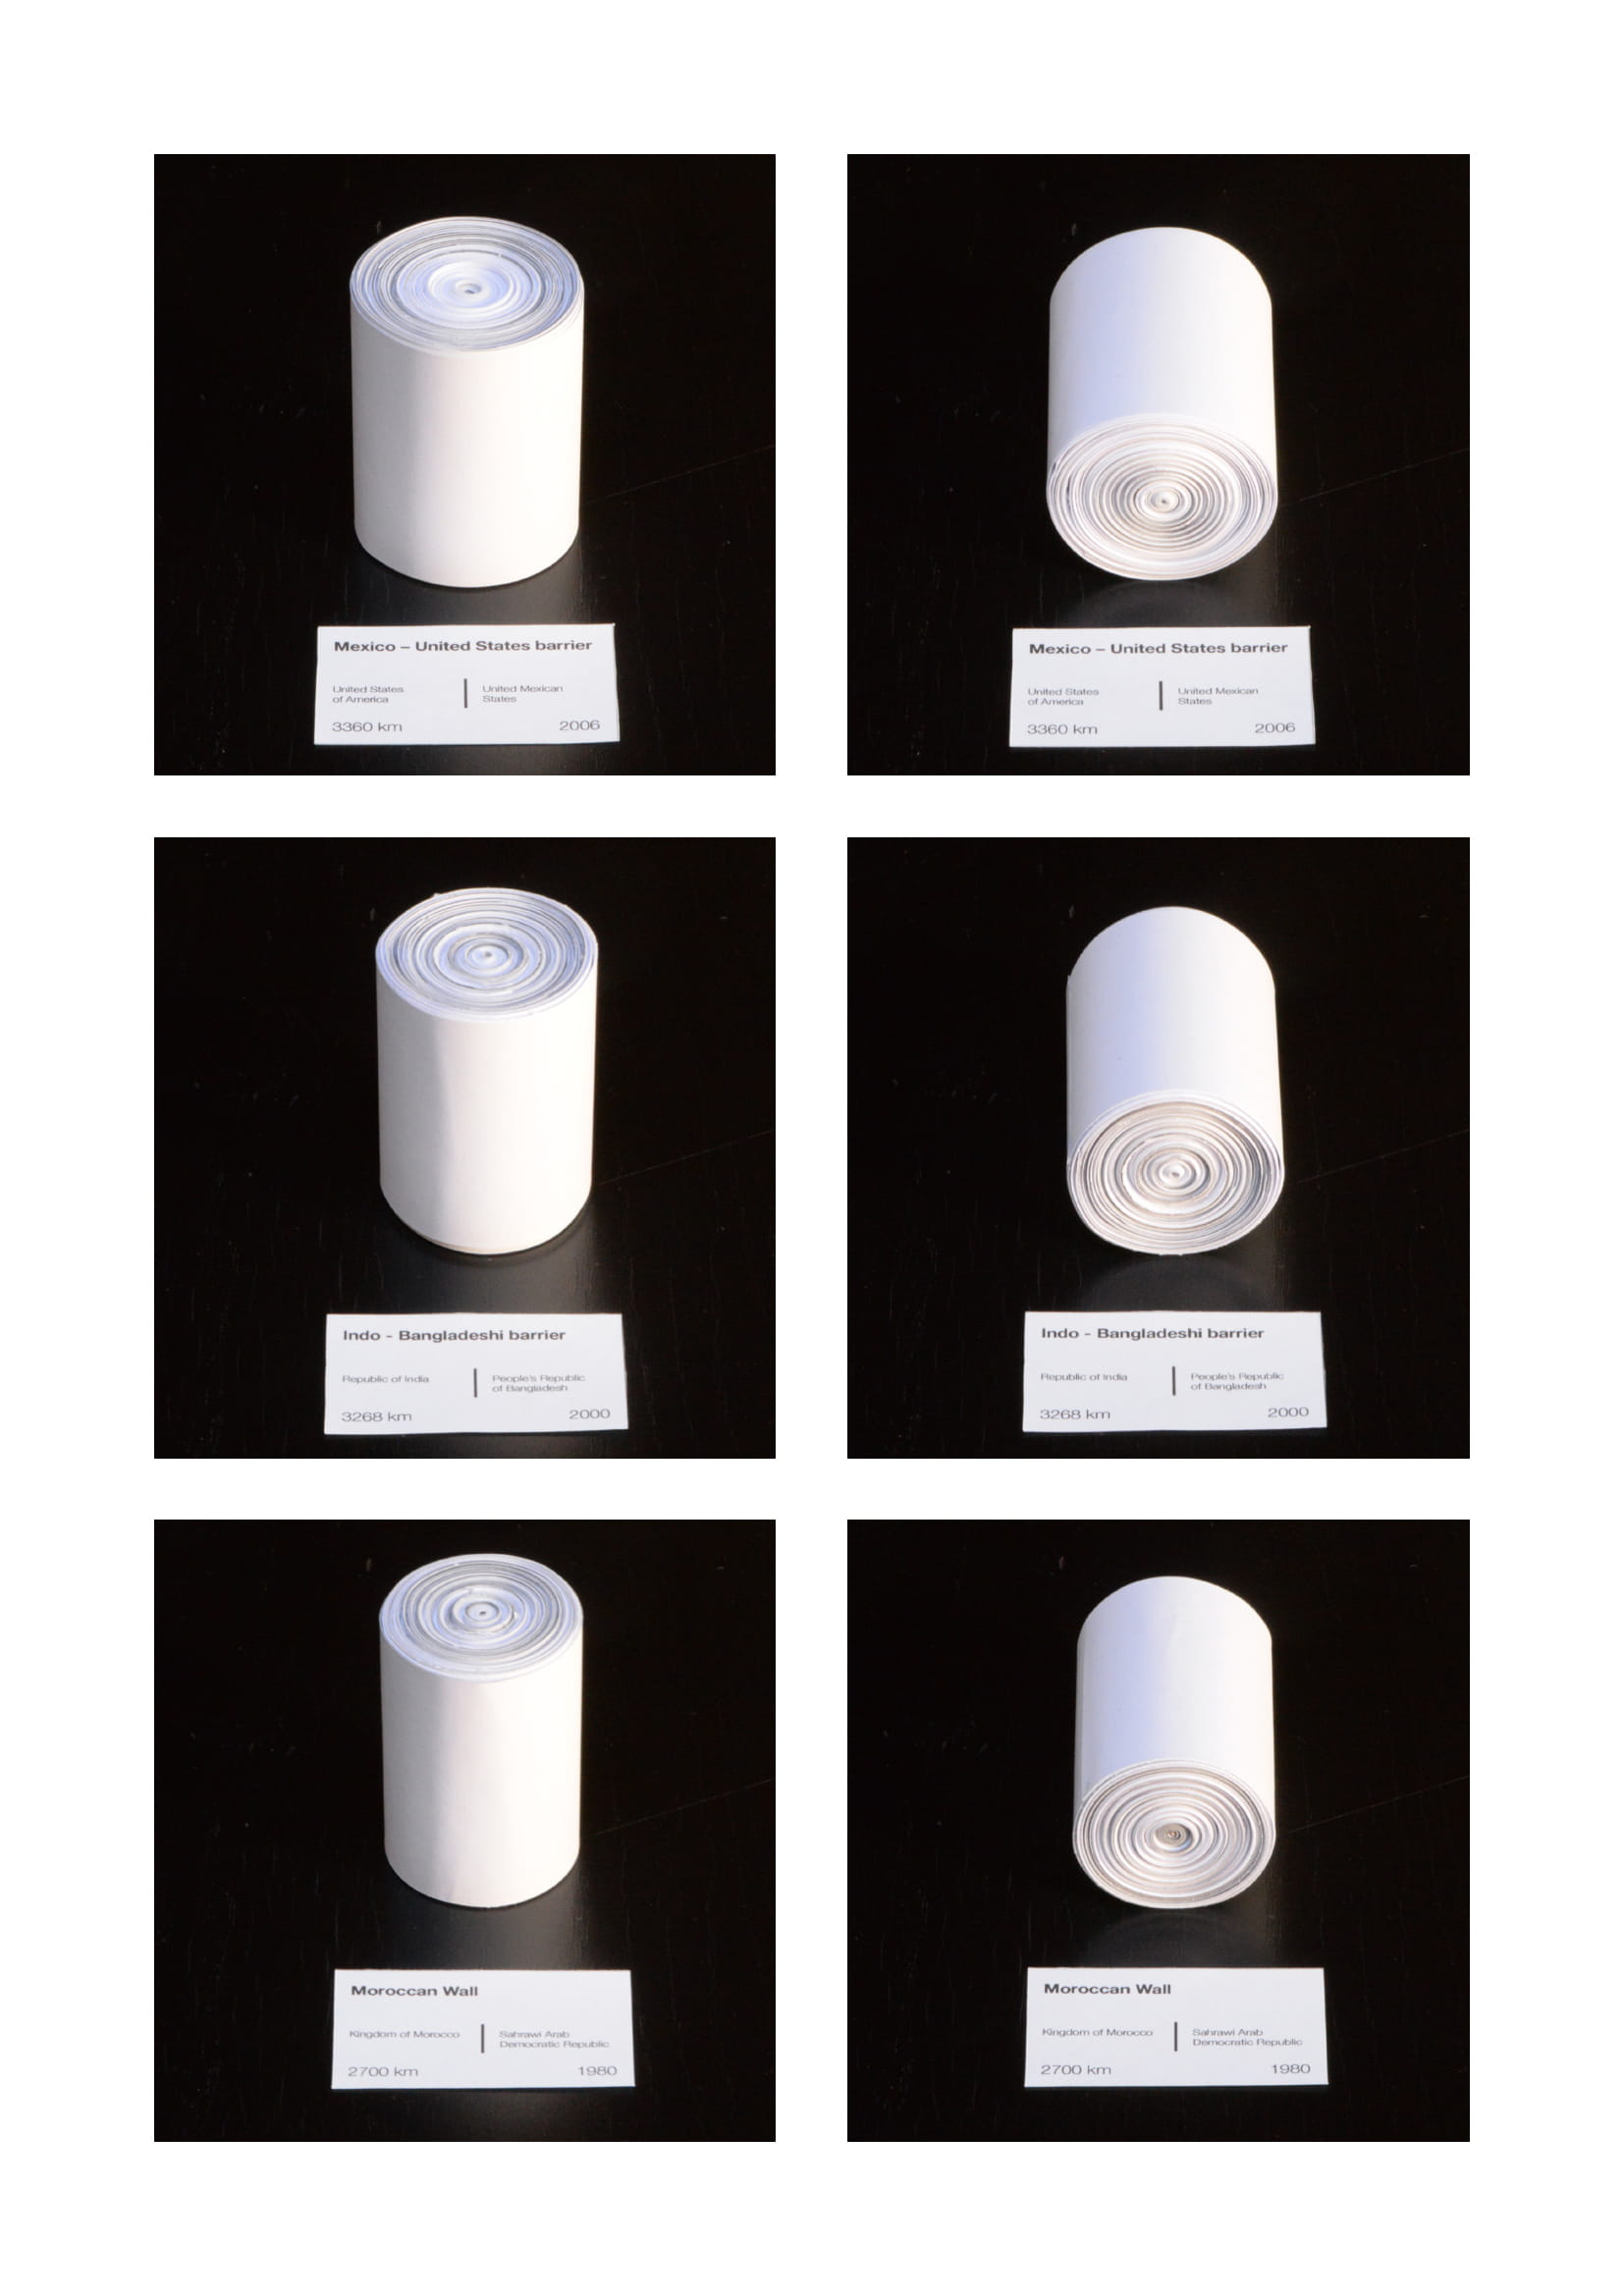 Mexico – United States barrier
United States
of America
United Mexican
States
3360 km
2006
Mexico – United States barrier
United States
of America
United Mexican
States
3360 km
2006
Indo - Bangladeshi barrier
Republic of India
People's Republic
of Bangladesh
3268 km
2000
Indo - Bangladeshi barrier
Republic of India
People's Republic
of Bangladesh
3268 km
2000
Moroccan Wall
Kingdom of Morocco
Sahrawi Arab
Democratic Republic
2700 km
1980
Moroccan Wall
Kingdom of Morocco
Sahrawi Arab
Democratic Republic
2700 km
1980